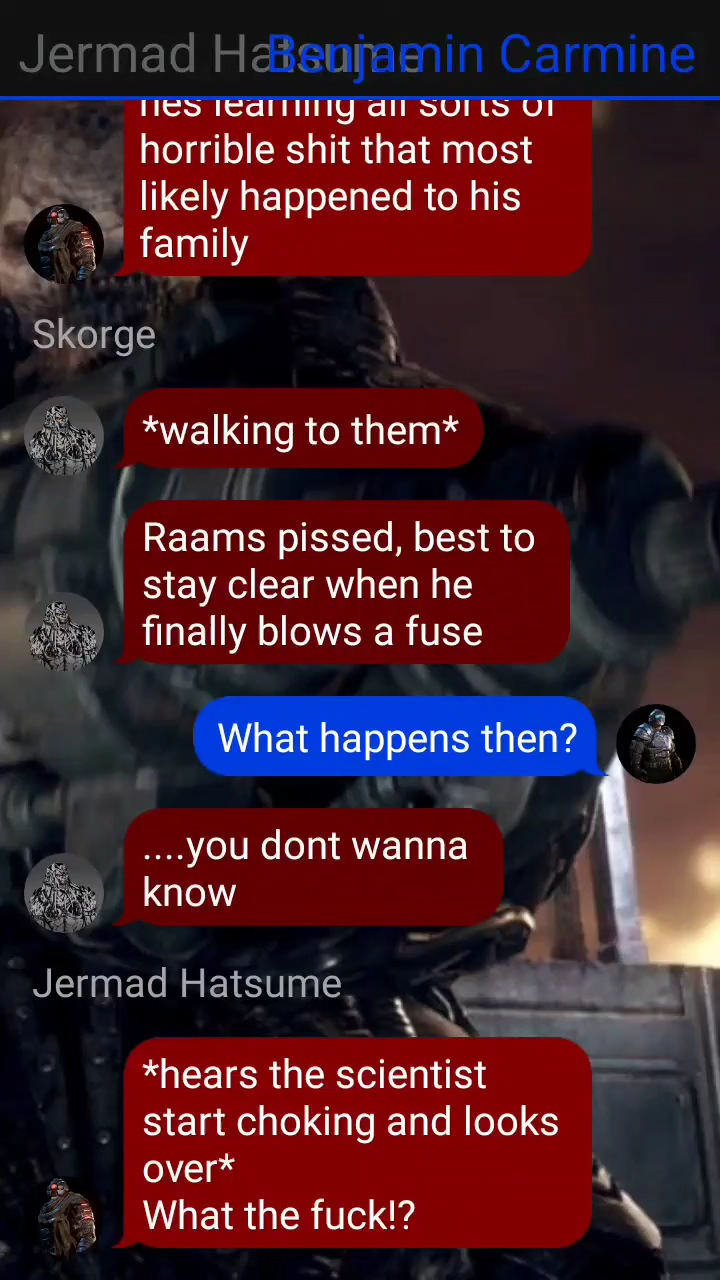 Jermad Hatsume
Benjamin Carmine
hes learning all sorts of
horrible shit that most
likely happened to his
family
Skorge
*walking to them*
Raams pissed, best to
stay clear when he
finally blows a fuse
What happens then?
....you dont wanna
know
Jermad Hatsume
*hears the scientist
start choking and looks
over*
What the fuck!?